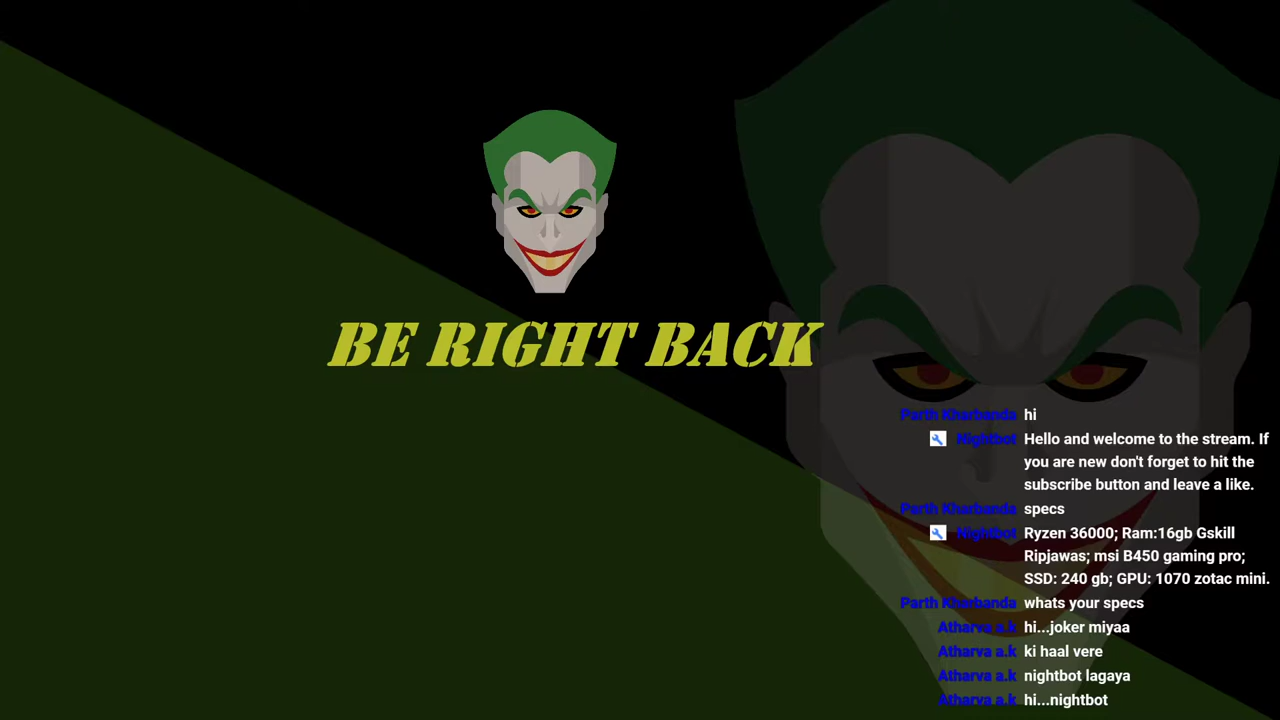 BE RIGHT BACK
Parth Kharbanda hi
Nightbot Hello and welcome to the stream. If
you are new don't forget to hit the
subscribe button and leave a like.
Parth Kharbanda specs
Nightbot Ryzen 36000; Ram:16gb Gskill
Ripjawas; msi B450 gaming pro;
SSD: 240 gb; GPU: 1070 zotac mini.
Parth Kharbanda whats your specs
Atharva a.k hi...joker miyaa
Atharva a.k ki haal vere
Atharva a.k nightbot lagaya
Atharva a.k hi...nightbot